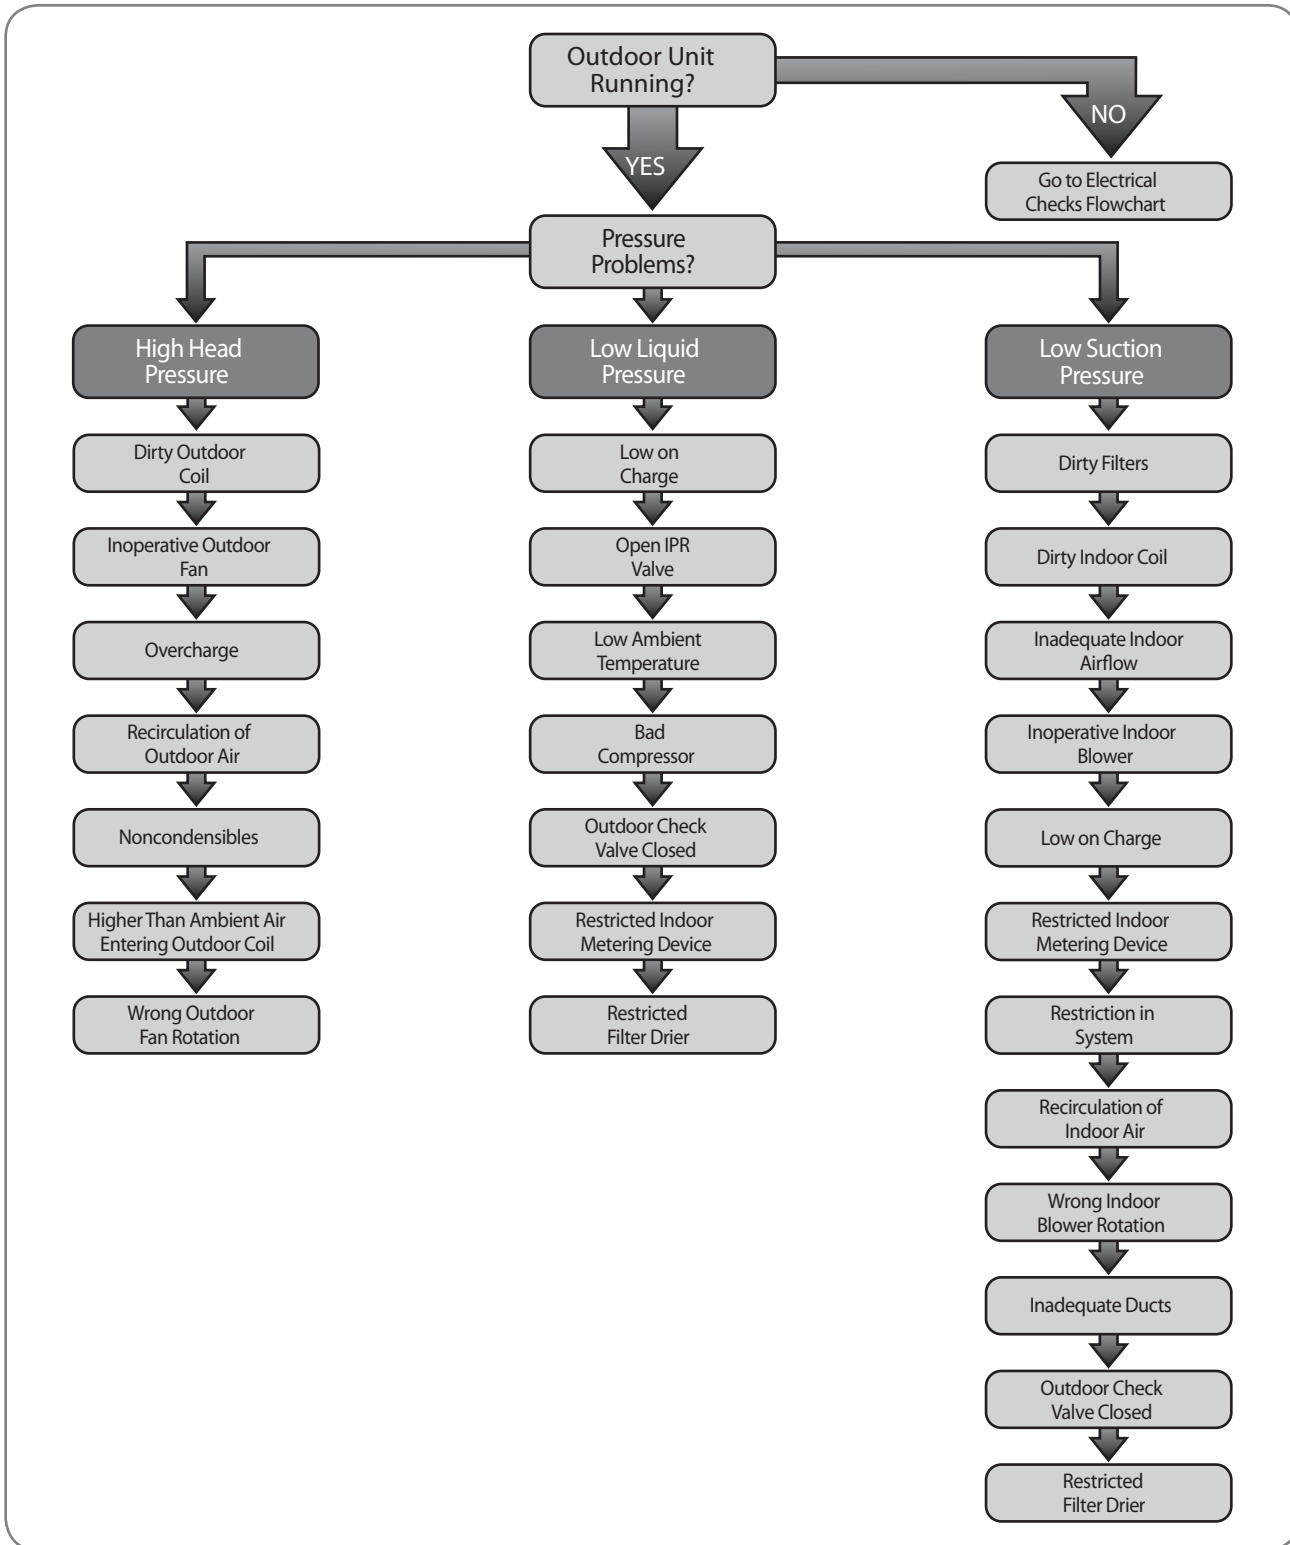 Outdoor Unit
Running?
NO
YES
Go to Electrical
Checks Flowchart
Pressure
Problems?
High Head
Pressure
Dirty Outdoor
Coil
Inoperative Outdoor
Fan
Overcharge
Recirculation of
Outdoor Air
Noncondensibles
Higher Than Ambient Air
Entering Outdoor Coil
Wrong Outdoor
Fan Rotation
Low Liquid
Pressure
Low on
Charge
Open IPR
Valve
Low Ambient
Temperature
Bad
Compressor
Outdoor Check
Valve Closed
Restricted Indoor
Metering Device
Restricted
Filter Drier
Low Suction
Pressure
Dirty Filters
Dirty Indoor Coil
Inadequate Indoor
Airflow
Inoperative Indoor
Blower
Low on Charge
Restricted Indoor
Metering Device
Restriction in
System
Recirculation of
Indoor Air
Wrong Indoor
Blower Rotation
Inadequate Ducts
Outdoor Check
Valve Closed
Restricted
Filter Drier